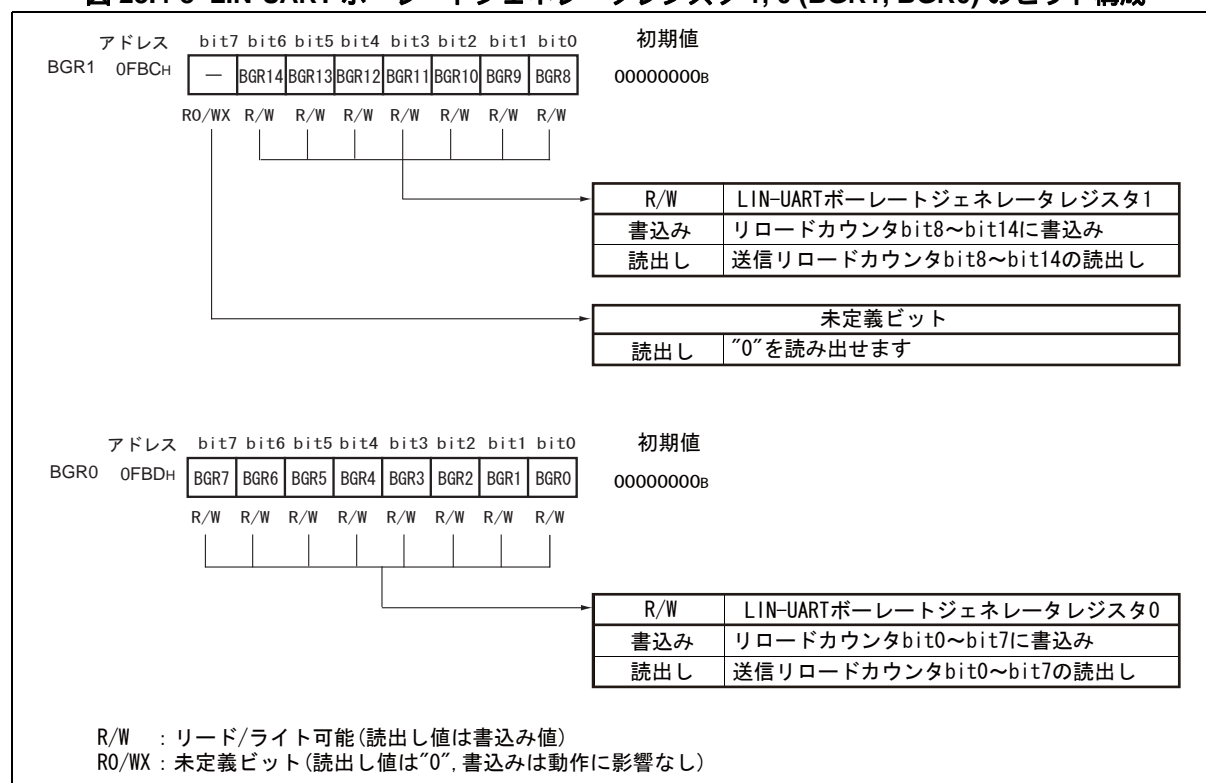 アドレス bit7 bit6 bit5 bit4 bit3 bit2 bit1 bit0 初期値
BGR1 0FBCH — BGR14 BGR13 BGR12 BGR11 BGR10 BGR9 BGR8 00000000B
R0/WX R/W R/W R/W R/W R/W R/W R/W
R/W LIN-UARTボーレートジェネレータレジスタ1
書込み リロードカウンタbit8～bit14に書込み
読出し 送信リロードカウンタbit8～bit14の読出し
未定義ビット
読出し "0"を読み出せます
アドレス bit7 bit6 bit5 bit4 bit3 bit2 bit1 bit0 初期値
BGR0 0FBDH BGR7 BGR6 BGR5 BGR4 BGR3 BGR2 BGR1 BGR0 00000000B
R/W R/W R/W R/W R/W R/W R/W R/W
R/W LIN-UARTボーレートジェネレータレジスタ0
書込み リロードカウンタbit0～bit7に書込み
読出し 送信リロードカウンタbit0～bit7の読出し
R/W : リード/ライト可能(読出し値は書込み値)
R0/WX : 未定義ビット(読出し値は"0", 書込みは動作に影響なし)